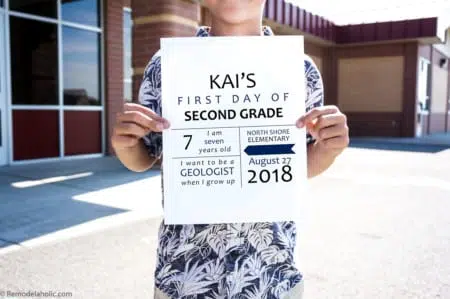 KAI'S
FIRST DAY OF
SECOND GRADE
7
I am
seven
years old
NORTH SHORE
ELEMENTARY
I want to be a
GEOLOGIST
when I grow up
August 27
2018
© Remodelaholic.com